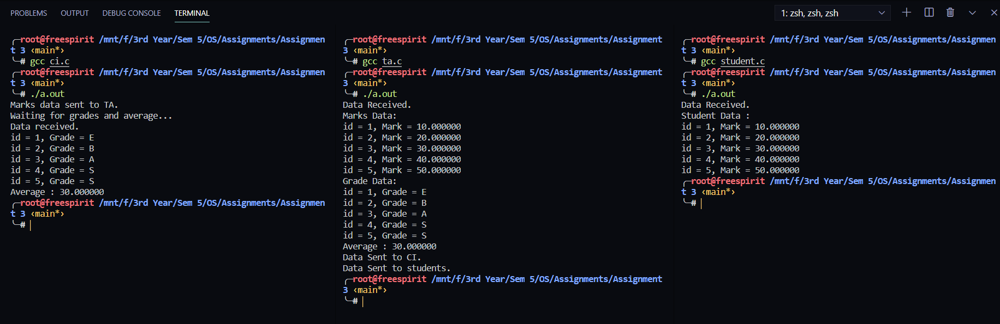 PROBLEMS OUTPUT DEBUG CONSOLE TERMINAL 1: zsh, zsh, zsh
╭─root@freespirit /mnt/f/3rd Year/Sem 5/OS/Assignments/Assignmen
t 3 ‹main*›
╰─# gcc ci.c
╭─root@freespirit /mnt/f/3rd Year/Sem 5/OS/Assignments/Assignmen
t 3 ‹main*›
╰─# ./a.out
Marks data sent to TA.
Waiting for grades and average...
Data received.
id = 1, Grade = E
id = 2, Grade = B
id = 3, Grade = A
id = 4, Grade = S
id = 5, Grade = S
Average : 30.000000
╭─root@freespirit /mnt/f/3rd Year/Sem 5/OS/Assignments/Assignmen
t 3 ‹main*›
╰─#
╭─root@freespirit /mnt/f/3rd Year/Sem 5/OS/Assignments/Assignment
3 ‹main*›
╰─# gcc ta.c
╭─root@freespirit /mnt/f/3rd Year/Sem 5/OS/Assignments/Assignment
3 ‹main*›
╰─# ./a.out
Data Received.
Marks Data:
id = 1, Mark = 10.000000
id = 2, Mark = 20.000000
id = 3, Mark = 30.000000
id = 4, Mark = 40.000000
id = 5, Mark = 50.000000
Grade Data:
id = 1, Grade = E
id = 2, Grade = B
id = 3, Grade = A
id = 4, Grade = S
id = 5, Grade = S
Average : 30.000000
Data Sent to CI.
Data Sent to students.
╭─root@freespirit /mnt/f/3rd Year/Sem 5/OS/Assignments/Assignment
3 ‹main*›
╰─#
╭─root@freespirit /mnt/f/3rd Year/Sem 5/OS/Assignments/Assignmen
t 3 ‹main*›
╰─# gcc student.c
╭─root@freespirit /mnt/f/3rd Year/Sem 5/OS/Assignments/Assignmen
t 3 ‹main*›
╰─# ./a.out
Data Received.
Student Data :
id = 1, Mark = 10.000000
id = 2, Mark = 20.000000
id = 3, Mark = 30.000000
id = 4, Mark = 40.000000
id = 5, Mark = 50.000000
╭─root@freespirit /mnt/f/3rd Year/Sem 5/OS/Assignments/Assignmen
t 3 ‹main*›
╰─#